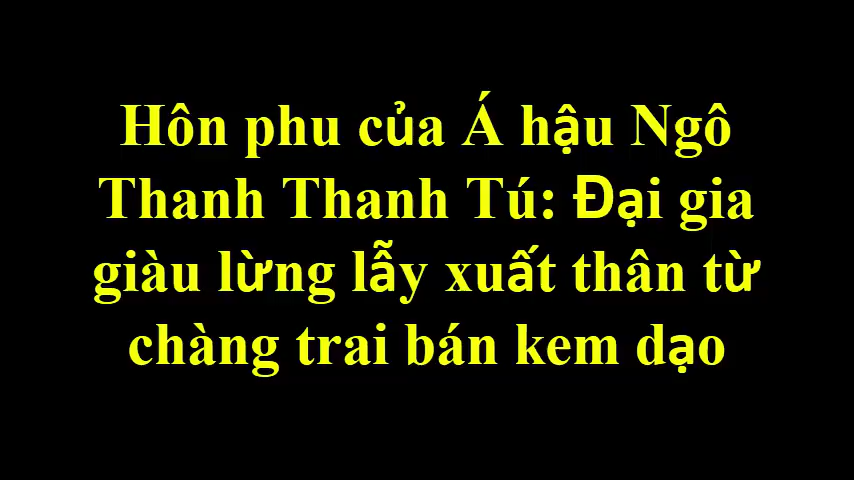 Hôn phu của Á hậu Ngô
Thanh Thanh Tú: Đại gia
giàu lừng lẫy xuất thân từ
chàng trai bán kem dạo